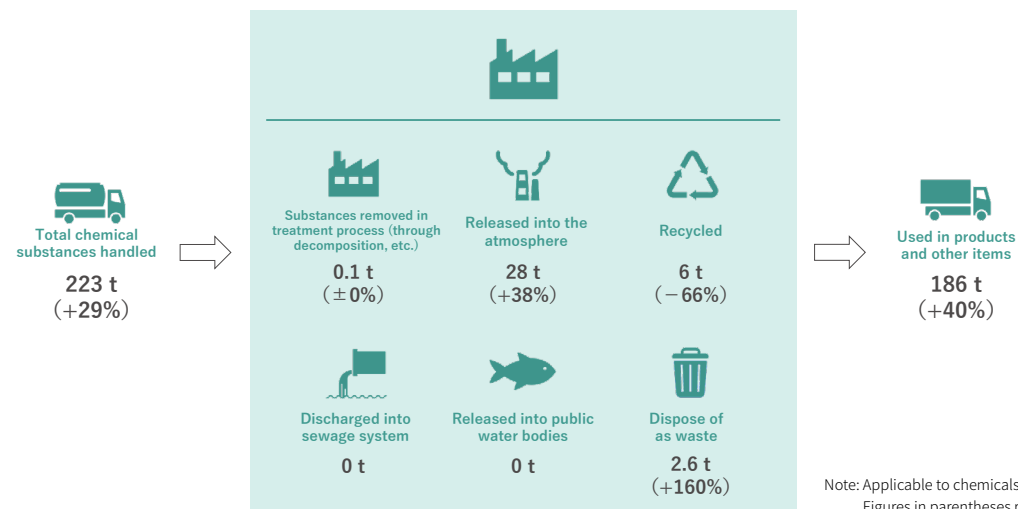 Total chemical
substances handled
223 t
(+29%)
Substances removed in
treatment process (through
decomposition, etc.)
0.1 t
(±0%)
Released into the
atmosphere
28 t
(+38%)
Recycled
6 t
(−66%)
Discharged into
sewage system
0 t
Released into public
water bodies
0 t
Dispose of
as waste
2.6 t
(+160%)
Used in products
and other items
186 t
(+40%)
Note: Applicable to chemicals
Figures in parentheses